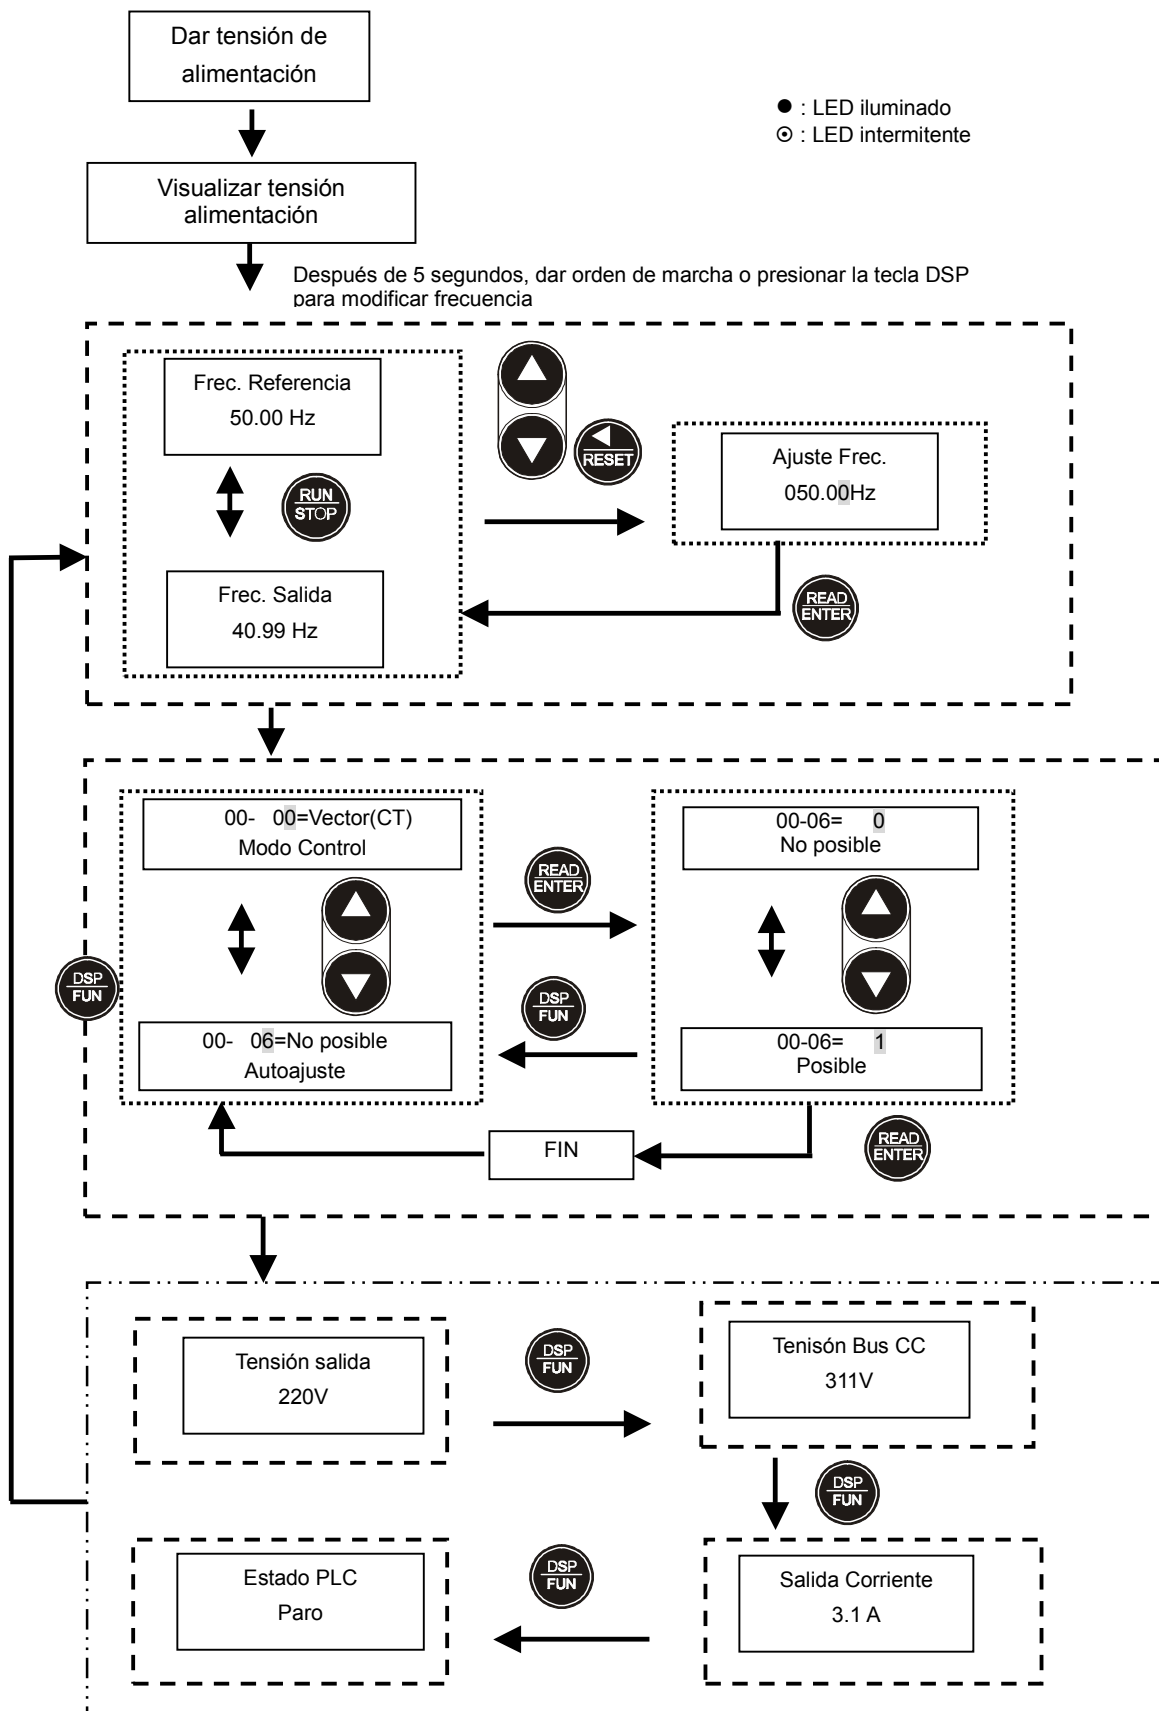 Dar tensión de
alimentación
● : LED iluminado
⊙ : LED intermitente
Visualizar tensión
alimentación
Después de 5 segundos, dar orden de marcha o presionar la tecla DSP
para modificar frecuencia
Frec. Referencia
50.00 Hz
RUN
STOP
RESET
Ajuste Frec.
050.00Hz
Frec. Salida
40.99 Hz
READ
ENTER
00- 00=Vector(CT)
Modo Control
READ
ENTER
00-06= 0
No posible
DSP
FUN
DSP
FUN
00- 06=No posible
Autoajuste
00-06= 1
Posible
FIN
READ
ENTER
Tensión salida
220V
DSP
FUN
Tenisón Bus CC
311V
DSP
FUN
Estado PLC
Paro
DSP
FUN
Salida Corriente
3.1 A